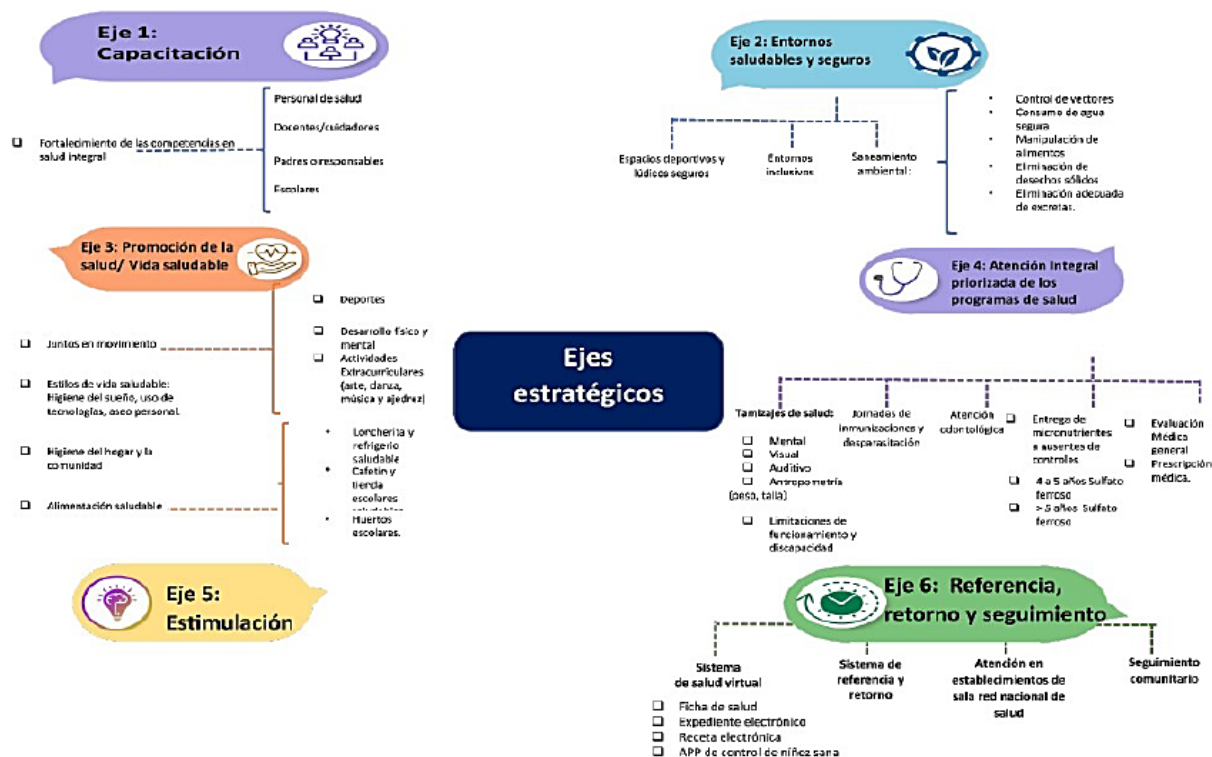 Eje 1:
Capacitación
Fortalecimiento de las competencias en
salud integral
Personal de salud
Docentes/cuidadores
Padres o responsables
Escolares
Eje 2: Entornos
saludables y seguros
Espacios deportivos y
lúdicos seguros
Entornos
inclusivos
Saneamiento
ambiental:
Control de vectores
Consumo de agua
segura
Manipulación de
alimentos
Eliminación de
desechos sólidos
Eliminación adecuada
de excretas.
Eje 3: Promoción de la
salud/ Vida saludable
Juntos en movimiento
Estilos de vida saludable:
Higiene del sueño, uso de
tecnologías, aseo personal.
Higiene del hogar y la
comunidad
Alimentación saludable
Deportes
Desarrollo físico y
mental
Actividades
Extracurriculares
(arte, danza,
música y ajedrez)
Loncherita y
refrigerio
saludable
Cafetín y
tienda
escolares
Huertos
escolares.
Ejes
estratégicos
Eje 4: Atención Integral
priorizada de los
programas de salud
Tamizajes de salud:
Mental
Visual
Auditivo
Antropometría
(peso, talla)
Limitaciones de
funcionamiento y
discapacidad
Jornadas de
inmunizaciones y
desparasitación
Atención
odontológica
Entrega de
micronutrientes
a ausentes de
controles
4 a 5 años Sulfato
ferroso
> 5 años Sulfato
ferroso
Evaluación
Médica
general
Prescripción
médica.
Eje 5:
Estimulación
Eje 6: Referencia,
retorno y seguimiento
Sistema
de salud virtual
Ficha de salud
Expediente electrónico
Receta electrónica
APP de control de niñez sana
Sistema de
referencia y
retorno
Atención en
establecimientos de
sala red nacional de
salud
Seguimiento
comunitario